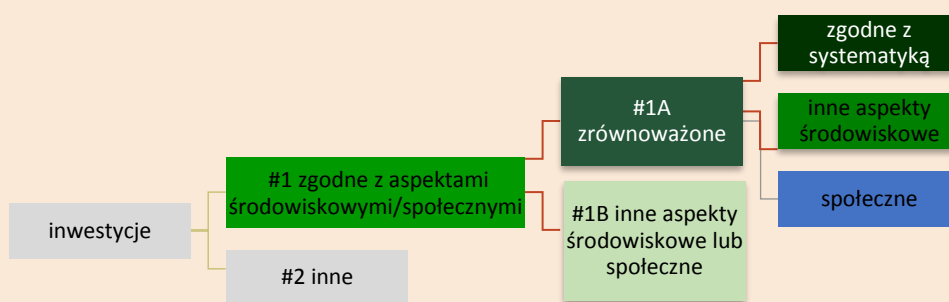 inwestycje
#1 zgodne z aspektami
środowiskowymi/społecznymi
#2 inne
#1A
zrównoważone
#1B inne aspekty
środowiskowe lub
społeczne
zgodne z
systematyką
inne aspekty
środowiskowe
społeczne